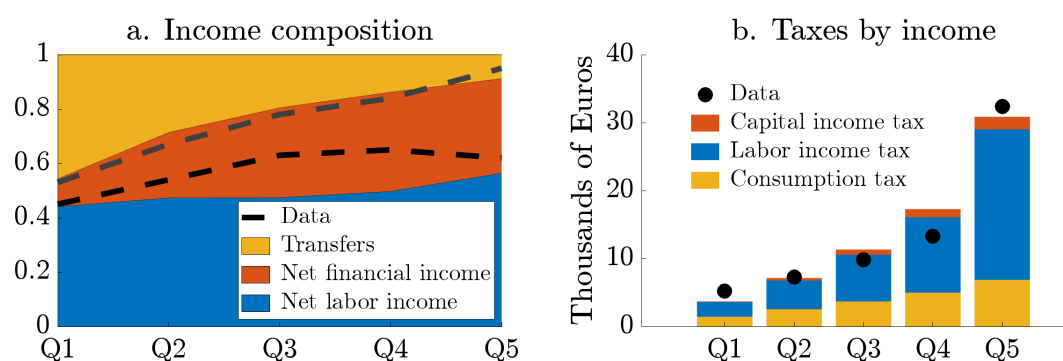 a. Income composition
1
0.8
0.6
0.4
0.2
0
Data
Transfers
Net financial income
Net labor income
Q1 Q2 Q3 Q4 Q5
b. Taxes by income
Thousands of Euros
40
30
20
10
0
Data
Capital income tax
Labor income tax
Consumption tax
Q1 Q2 Q3 Q4 Q5